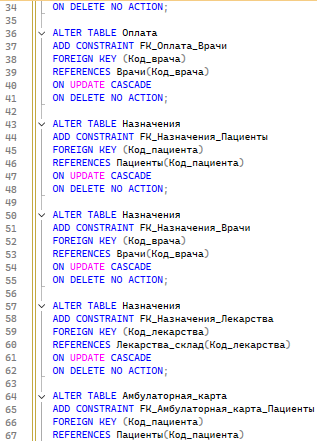 34 ON DELETE NO ACTION;
35
36 ALTER TABLE Оплата
37 ADD CONSTRAINT FK_Оплата_Врачи
38 FOREIGN KEY (Код_врача)
39 REFERENCES Врачи(Код_врача)
40 ON UPDATE CASCADE
41 ON DELETE NO ACTION;
42
43 ALTER TABLE Назначения
44 ADD CONSTRAINT FK_Назначения_Пациенты
45 FOREIGN KEY (Код_пациента)
46 REFERENCES Пациенты(Код_пациента)
47 ON UPDATE CASCADE
48 ON DELETE NO ACTION;
49
50 ALTER TABLE Назначения
51 ADD CONSTRAINT FK_Назначения_Врачи
52 FOREIGN KEY (Код_врача)
53 REFERENCES Врачи(Код_врача)
54 ON UPDATE CASCADE
55 ON DELETE NO ACTION;
56
57 ALTER TABLE Назначения
58 ADD CONSTRAINT FK_Назначения_Лекарства
59 FOREIGN KEY (Код_лекарства)
60 REFERENCES Лекарства_склад(Код_лекарства)
61 ON UPDATE CASCADE
62 ON DELETE NO ACTION;
63
64 ALTER TABLE Амбулаторная_карта
65 ADD CONSTRAINT FK_Амбулаторная_карта_Пациенты
66 FOREIGN KEY (Код_пациента)
67 REFERENCES Пациенты(Код_пациента)